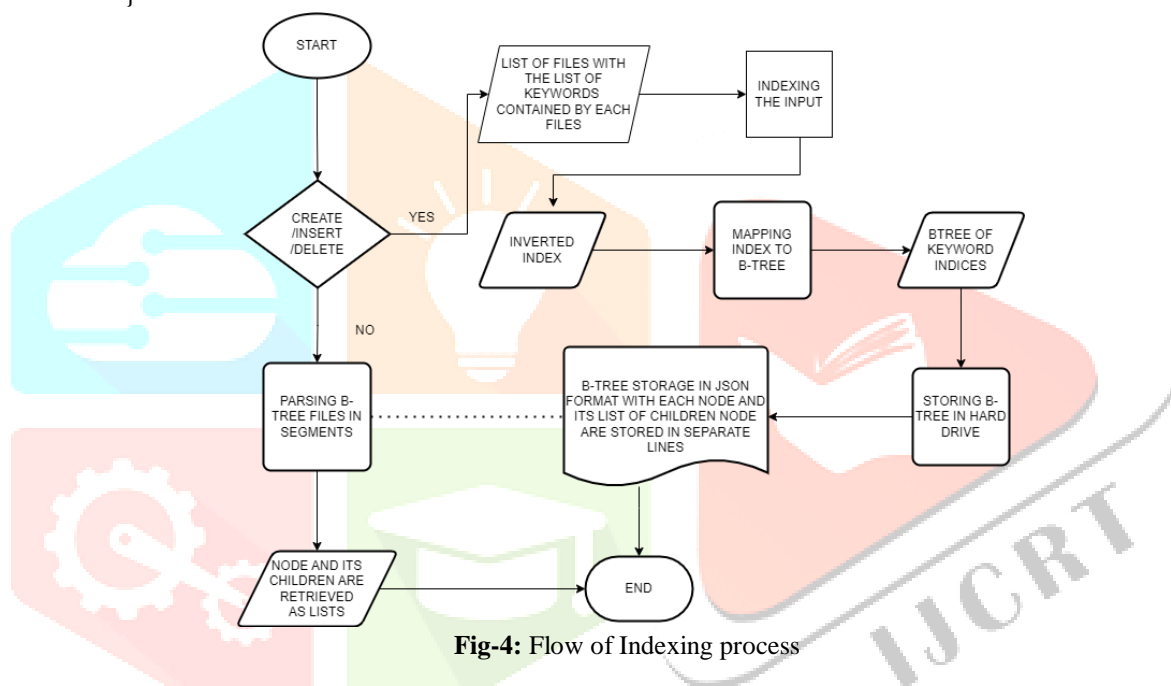 START
LIST OF FILES WITH
THE LIST OF
KEYWORDS
CONTAINED BY EACH
FILES
INDEXING
THE INPUT
CREATE
/INSERT
/DELETE
YES
INVERTED
INDEX
MAPPING
INDEX TO
B-TREE
BTREE OF
KEYWORD
INDICES
NO
PARSING B-
TREE FILES IN
SEGMENTS
B-TREE STORAGE IN JSON
FORMAT WITH EACH NODE AND
ITS LIST OF CHILDREN NODE
ARE STORED IN SEPARATE
LINES
STORING B-
TREE IN HARD
DRIVE
NODE AND ITS
CHILDREN ARE
RETRIEVED
AS LISTS
END
Fig-4: Flow of Indexing process
IJCRT